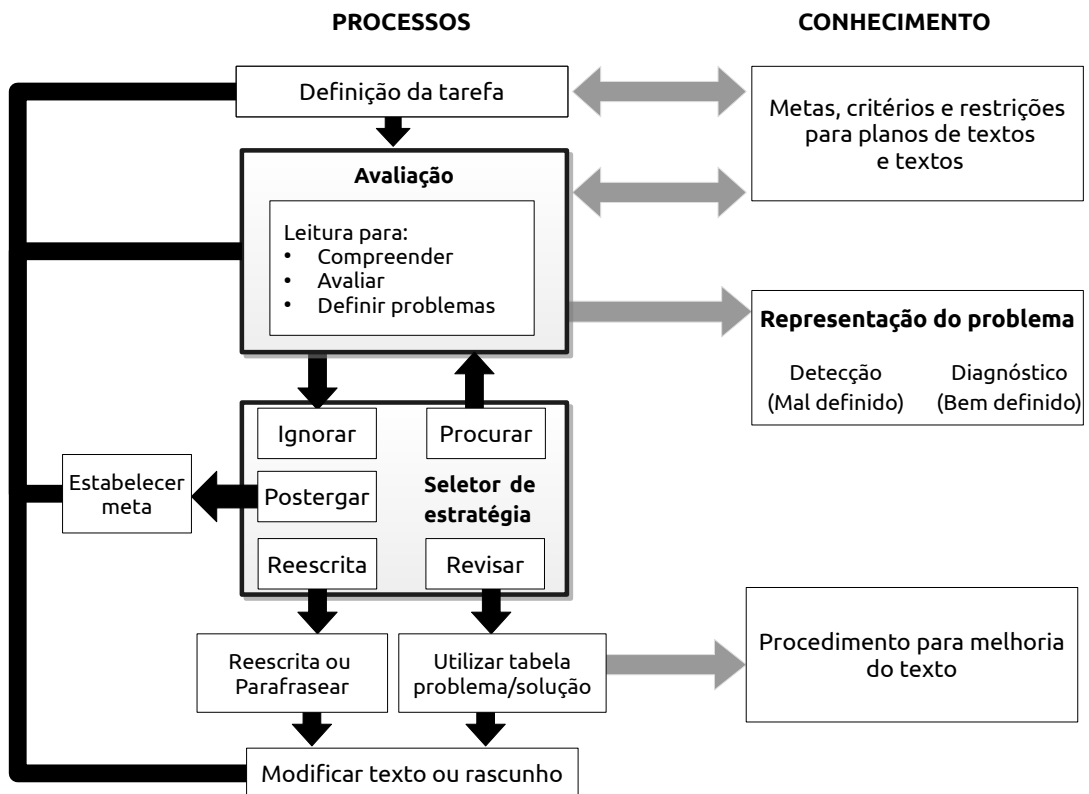 PROCESSOS
CONHECIMENTO
Definição da tarefa
Metas, critérios e restrições
para planos de textos
e textos
Avaliação
Leitura para:
• Compreender
• Avaliar
• Definir problemas
Representação do problema
Detecção
(Mal definido)
Diagnóstico
(Bem definido)
Ignorar
Procurar
Estabelecer
meta
Postergar
Seletor de
estratégia
Reescrita
Revisar
Reescrita ou
Parafrasear
Utilizar tabela
problema/solução
Procedimento para melhoria
do texto
Modificar texto ou rascunho